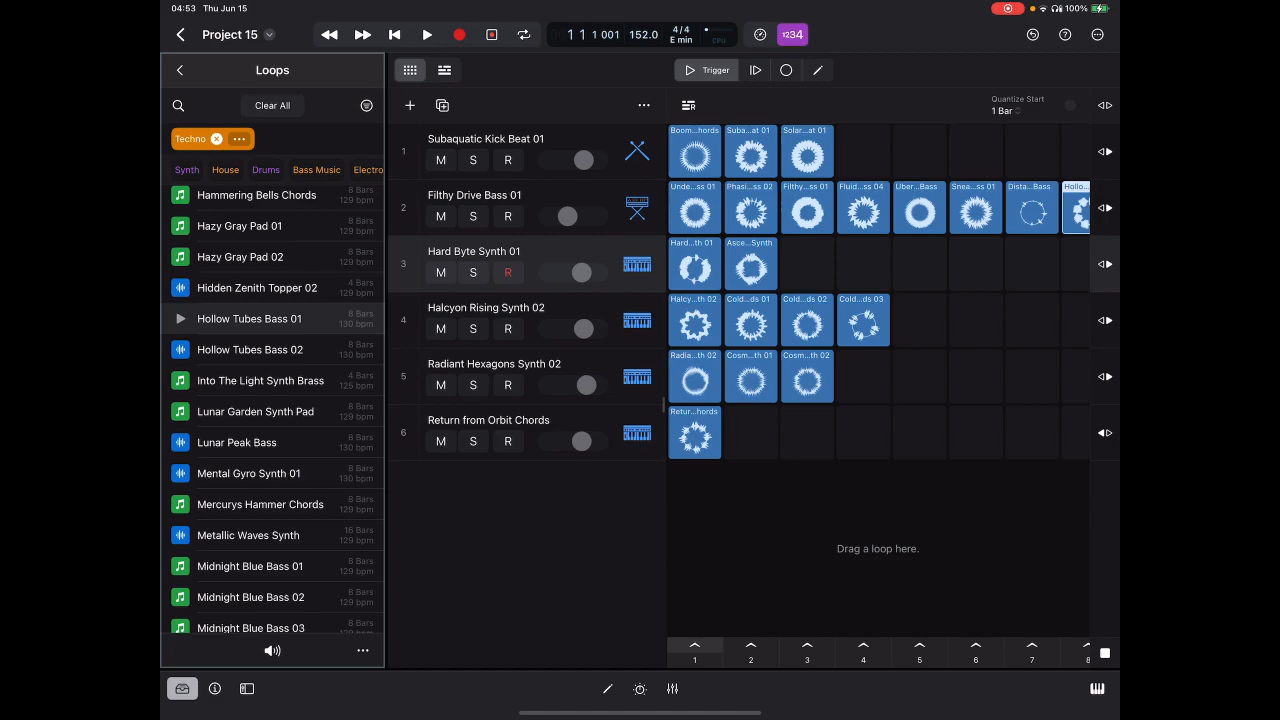 04:53 Thu Jun 15
100%
Project 15
1 1 1 001 152.0 4/4 E min CPU
1234
Loops
Trigger
Clear All
Quantize Start
1 Bar
Techno
Synth House Drums Bass Music Electro
Hammering Bells Chords 8 Bars 129 bpm
Hazy Gray Pad 01 8 Bars 129 bpm
Hazy Gray Pad 02 8 Bars 129 bpm
Hidden Zenith Topper 02 4 Bars 129 bpm
Hollow Tubes Bass 01 8 Bars 130 bpm
Hollow Tubes Bass 02 8 Bars 130 bpm
Into The Light Synth Brass 4 Bars 125 bpm
Lunar Garden Synth Pad 8 Bars 129 bpm
Lunar Peak Bass 8 Bars 130 bpm
Mental Gyro Synth 01 8 Bars 130 bpm
Mercurys Hammer Chords 8 Bars 129 bpm
Metallic Waves Synth 16 Bars 129 bpm
Midnight Blue Bass 01 8 Bars 129 bpm
Midnight Blue Bass 02 8 Bars 129 bpm
Midnight Blue Bass 03 8 Bars
1 Subaquatic Kick Beat 01
M S R
2 Filthy Drive Bass 01
M S R
3 Hard Byte Synth 01
M S R
4 Halcyon Rising Synth 02
M S R
5 Radiant Hexagons Synth 02
M S R
6 Return from Orbit Chords
M S R
Boom...hords Suba...at 01 Solar...at 01
Unde...ss 01 Phasi...ss 02 Filthy...ss 01 Fluid...ss 04 Uber...Bass Snea...ss 01 Dista...Bass Hollo...
Hard...th 01 Asce...Synth
Halcy...th 02 Cold...ds 01 Cold...ds 02 Cold...ds 03
Radia...th 02 Cosm...th 01 Cosm...th 02
Retur...hords
Drag a loop here.
1 2 3 4 5 6 7 8